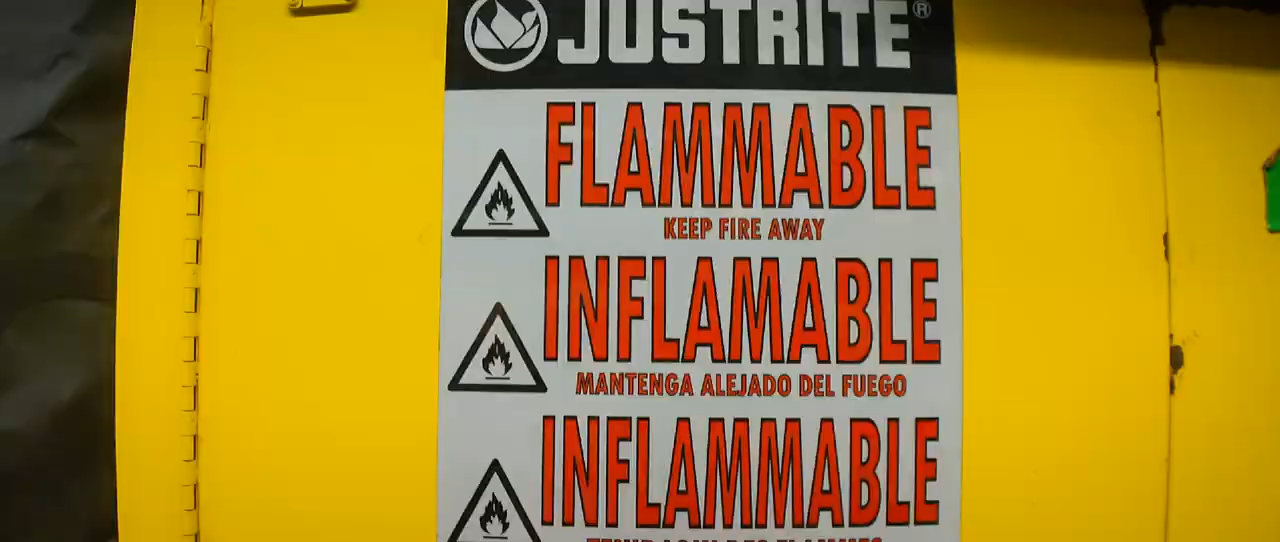 JUSTRITE®
FLAMMABLE
KEEP FIRE AWAY
INFLAMABLE
MANTENGA ALEJADO DEL FUEGO
INFLAMMABLE